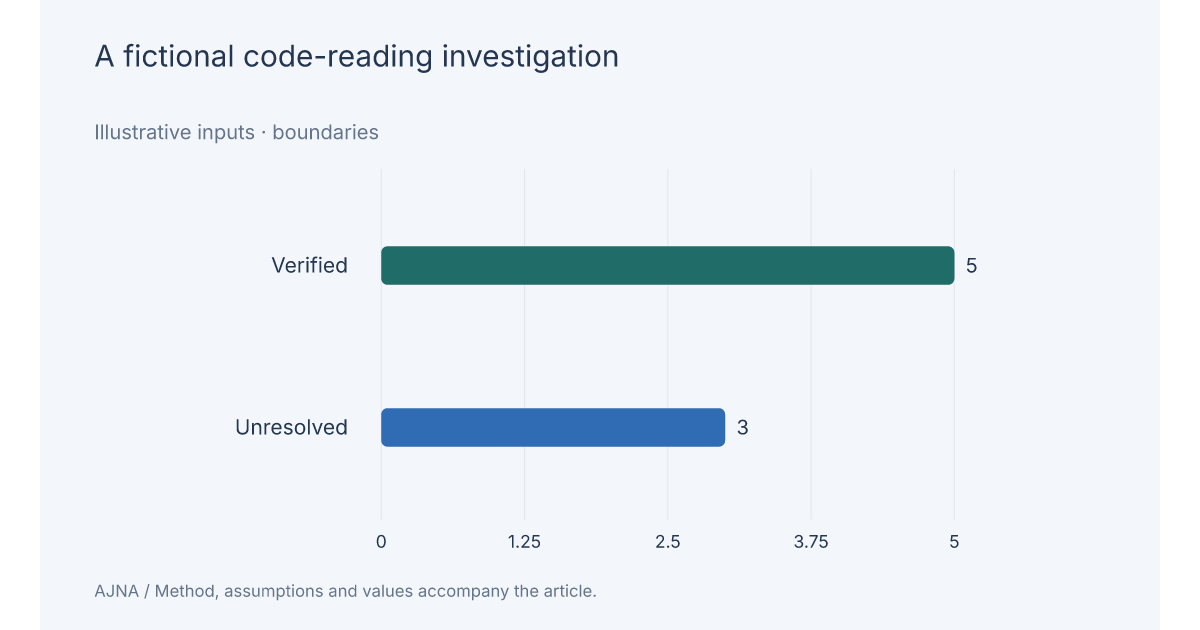 A fictional code-reading investigation
Illustrative inputs · boundaries
Verified
5
Unresolved
3
0 1.25 2.5 3.75 5
AJNA / Method, assumptions and values accompany the article.